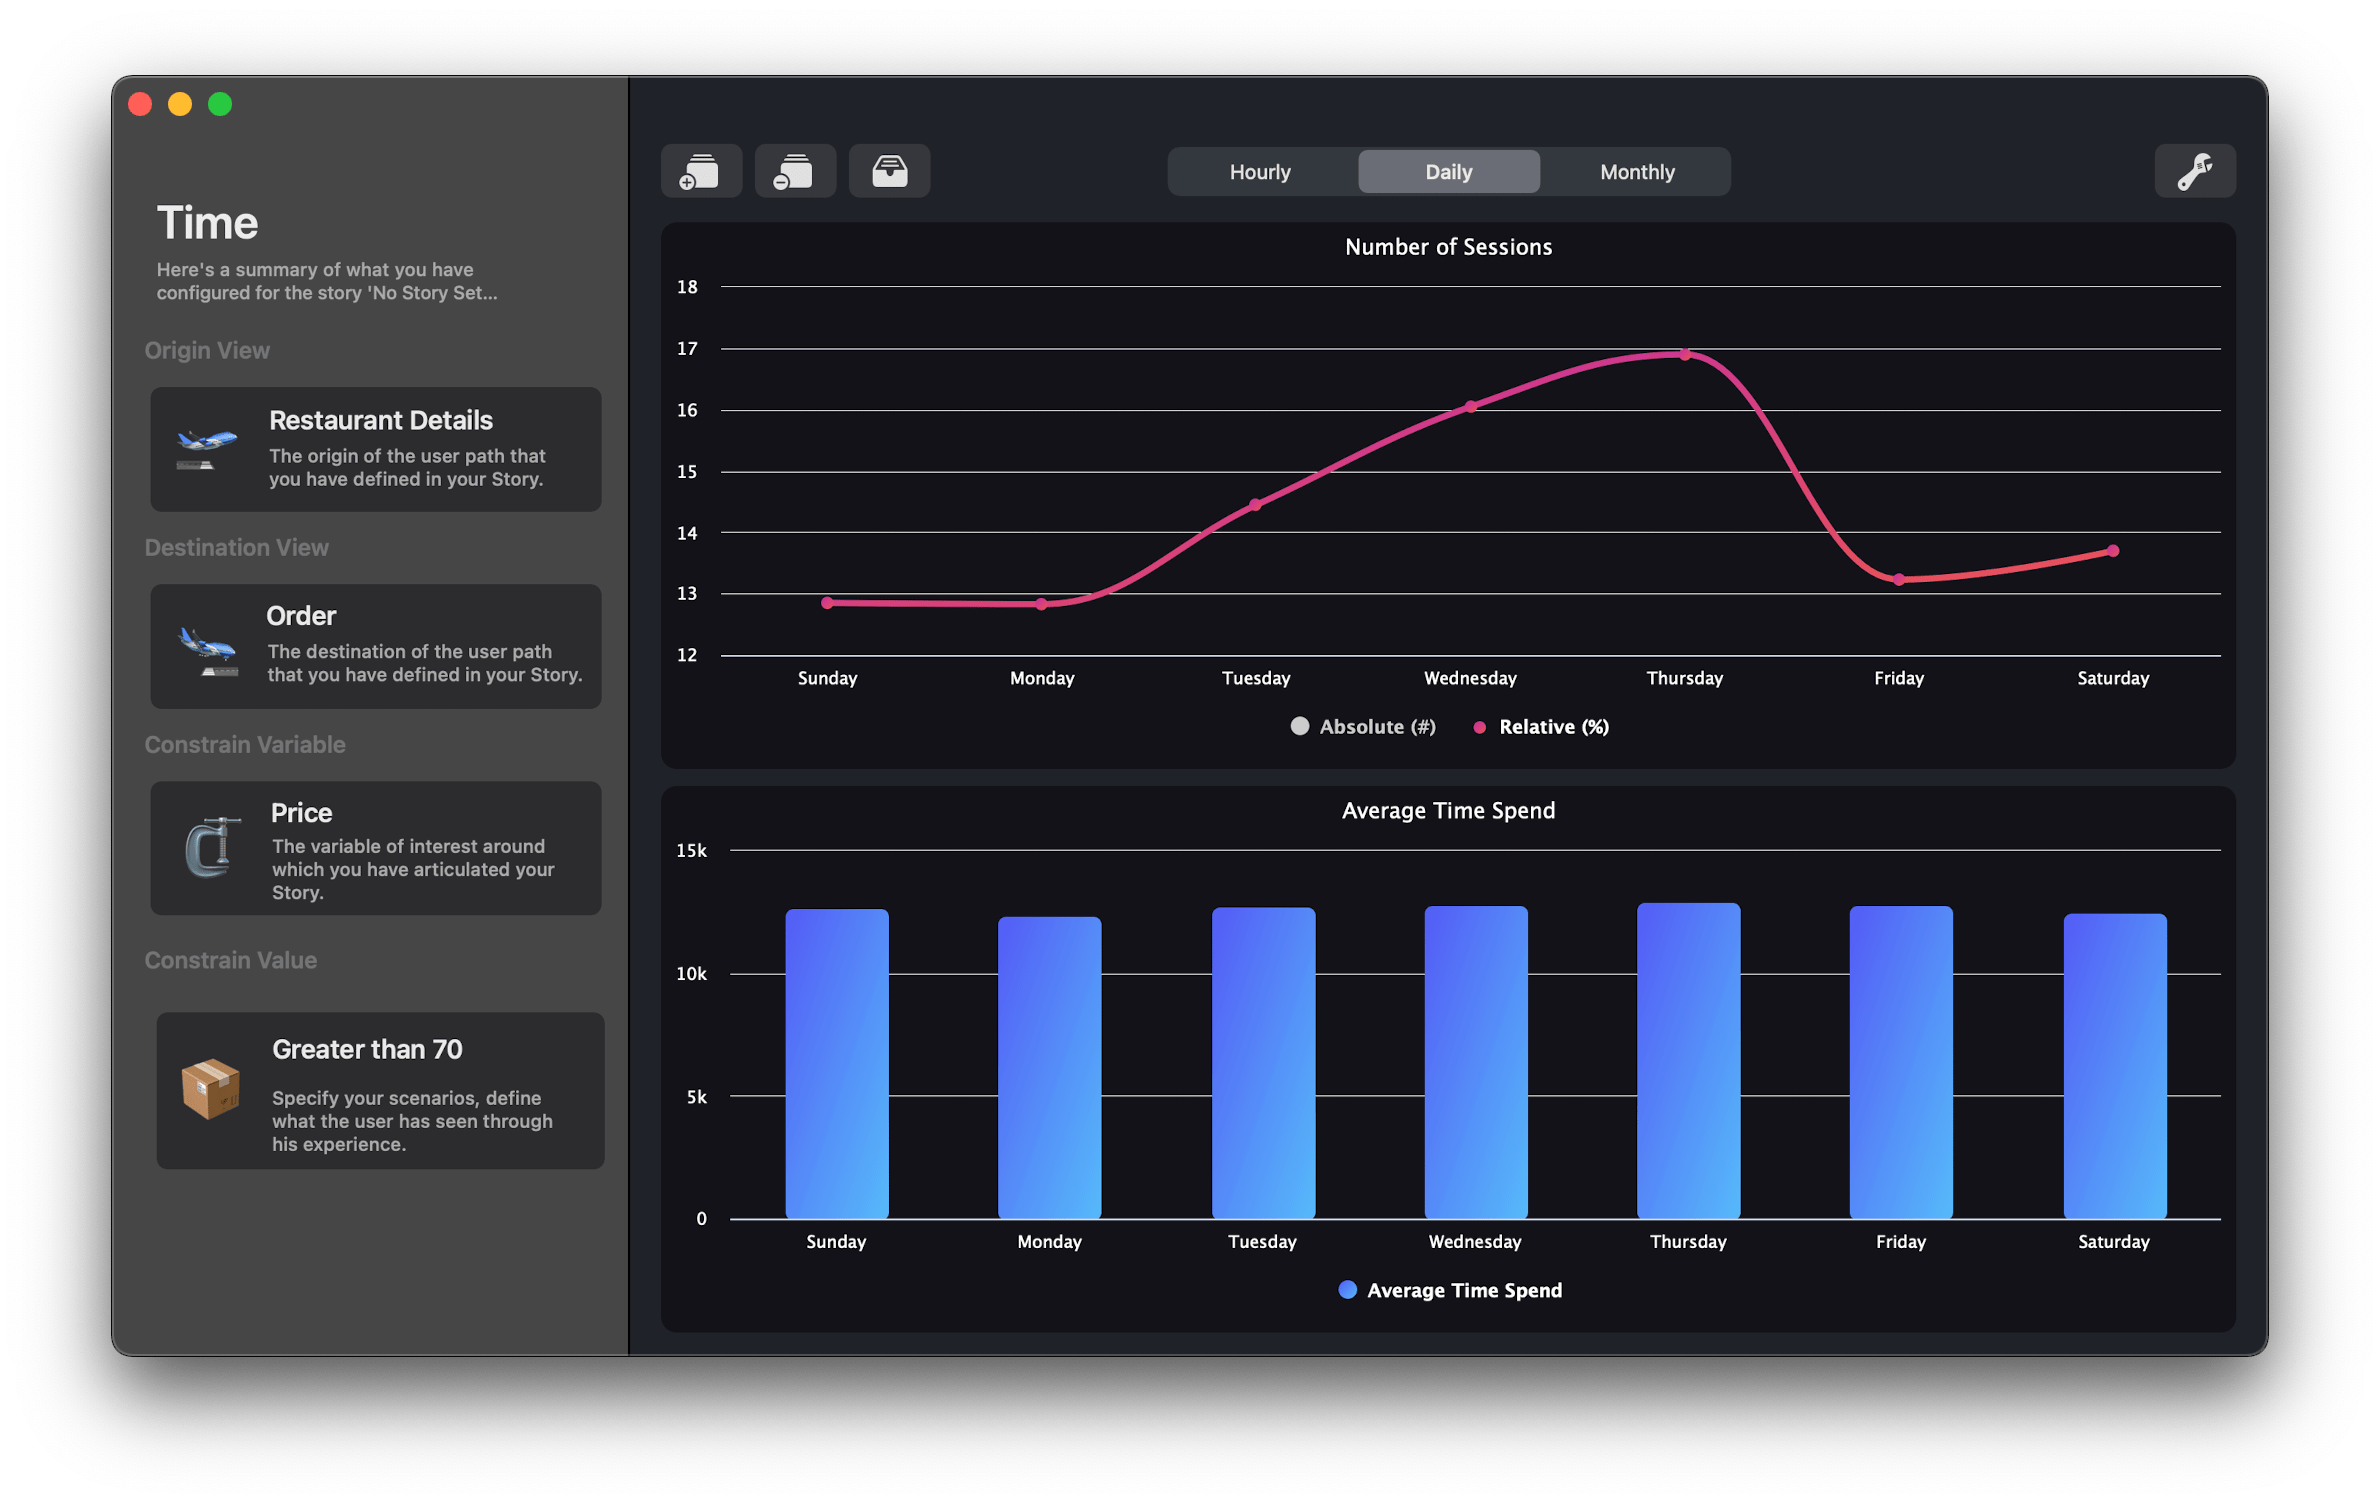 Time
Here's a summary of what you have
configured for the story 'No Story Set...
Origin View
Restaurant Details
The origin of the user path that
you have defined in your Story.
Destination View
Order
The destination of the user path
that you have defined in your Story.
Constrain Variable
Price
The variable of interest around
which you have articulated your
Story.
Constrain Value
Greater than 70
Specify your scenarios, define
what the user has seen through
his experience.
Hourly Daily Monthly
Number of Sessions
18
17
16
15
14
13
12
Sunday Monday Tuesday Wednesday Thursday Friday Saturday
Absolute (#) Relative (%)
Average Time Spend
15k
10k
5k
0
Sunday Monday Tuesday Wednesday Thursday Friday Saturday
Average Time Spend